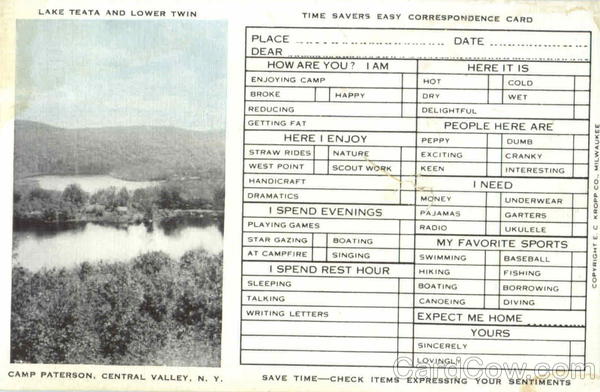 LAKE TEATA AND LOWER TWIN
TIME SAVERS EASY CORRESPONDENCE CARD
PLACE
DATE
DEAR
HOW ARE YOU? I AM
ENJOYING CAMP
BROKE
HAPPY
REDUCING
GETTING FAT
HERE I ENJOY
STRAW RIDES
NATURE
WEST POINT
SCOUT WORK
HANDICRAFT
DRAMATICS
I SPEND EVENINGS
PLAYING GAMES
STAR GAZING
BOATING
AT CAMPFIRE
SINGING
I SPEND REST HOUR
SLEEPING
TALKING
WRITING LETTERS
HERE IT IS
HOT
COLD
DRY
WET
DELIGHTFUL
PEOPLE HERE ARE
PEPPY
DUMB
EXCITING
CRANKY
KEEN
INTERESTING
I NEED
MONEY
UNDERWEAR
PAJAMAS
GARTERS
RADIO
UKULELE
MY FAVORITE SPORTS
SWIMMING
BASEBALL
HIKING
FISHING
BOATING
BORROWING
CANOEING
DIVING
EXPECT ME HOME
YOURS
SINCERELY
LOVINGLY
COPYRIGHT E. C. KROPP CO., MILWAUKEE
CAMP PATERSON, CENTRAL VALLEY, N. Y.
SAVE TIME—CHECK ITEMS EXPRESSING YOUR SENTIMENTS
CardCow.com